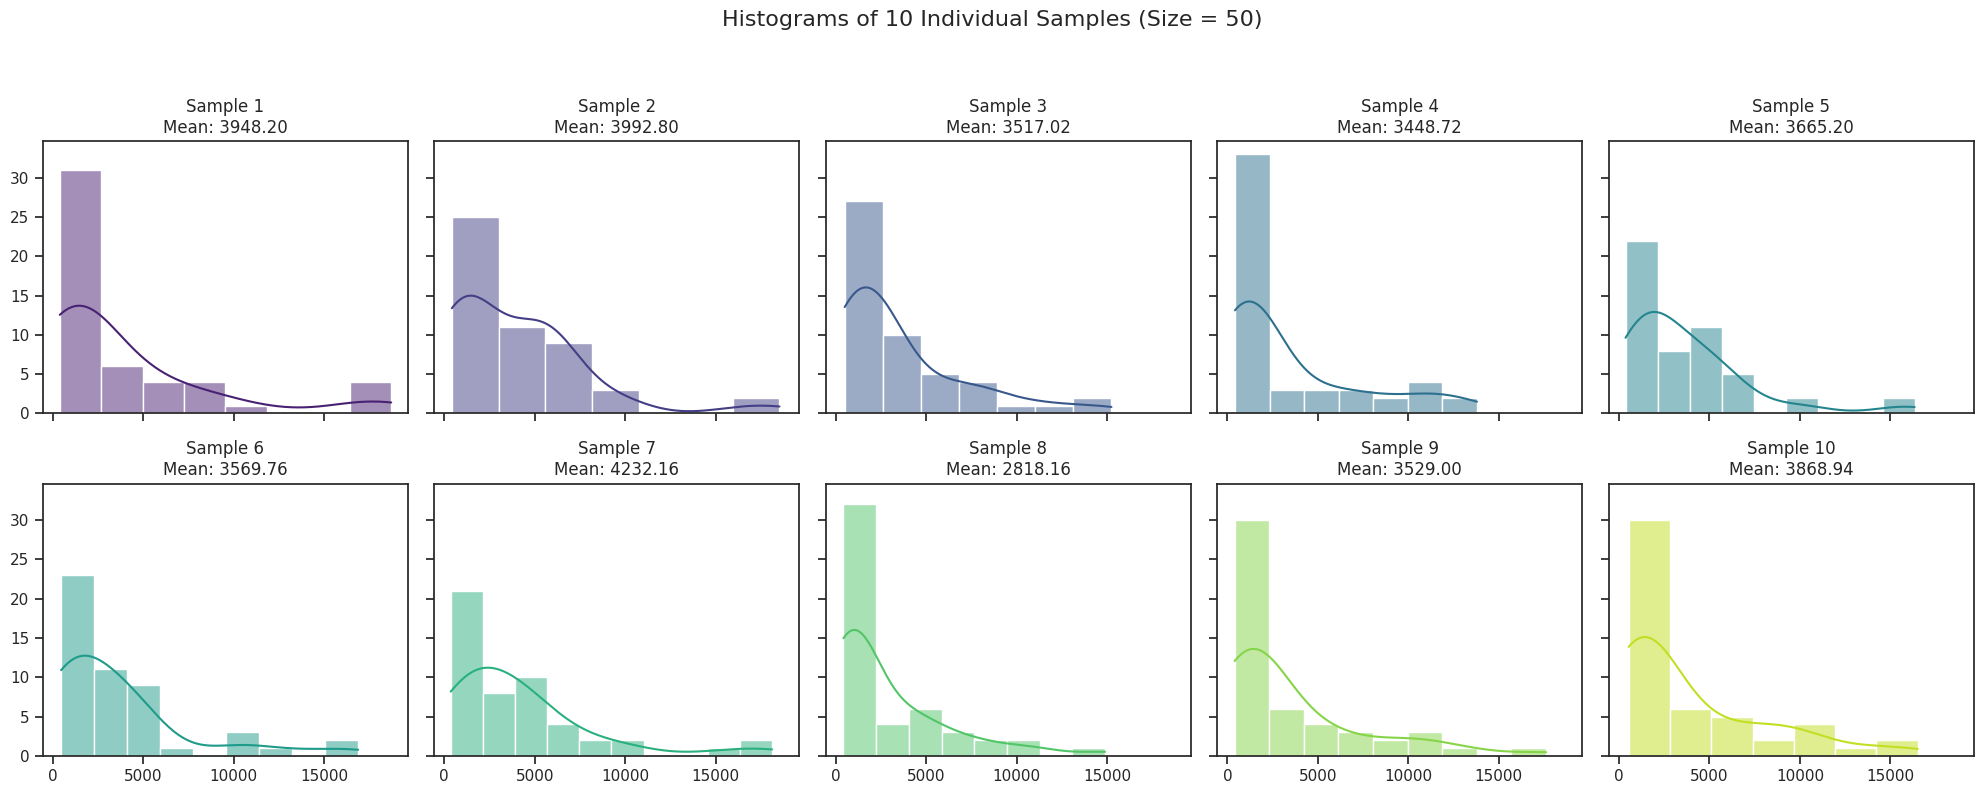 Histograms of 10 Individual Samples (Size = 50)
Sample 1
Mean: 3948.20
Sample 2
Mean: 3992.80
Sample 3
Mean: 3517.02
Sample 4
Mean: 3448.72
Sample 5
Mean: 3665.20
30
25
20
15
10
5
0
Sample 6
Mean: 3569.76
Sample 7
Mean: 4232.16
Sample 8
Mean: 2818.16
Sample 9
Mean: 3529.00
Sample 10
Mean: 3868.94
30
25
20
15
10
5
0
0 5000 10000 15000
0 5000 10000 15000
0 5000 10000 15000
0 5000 10000 15000
0 5000 10000 15000